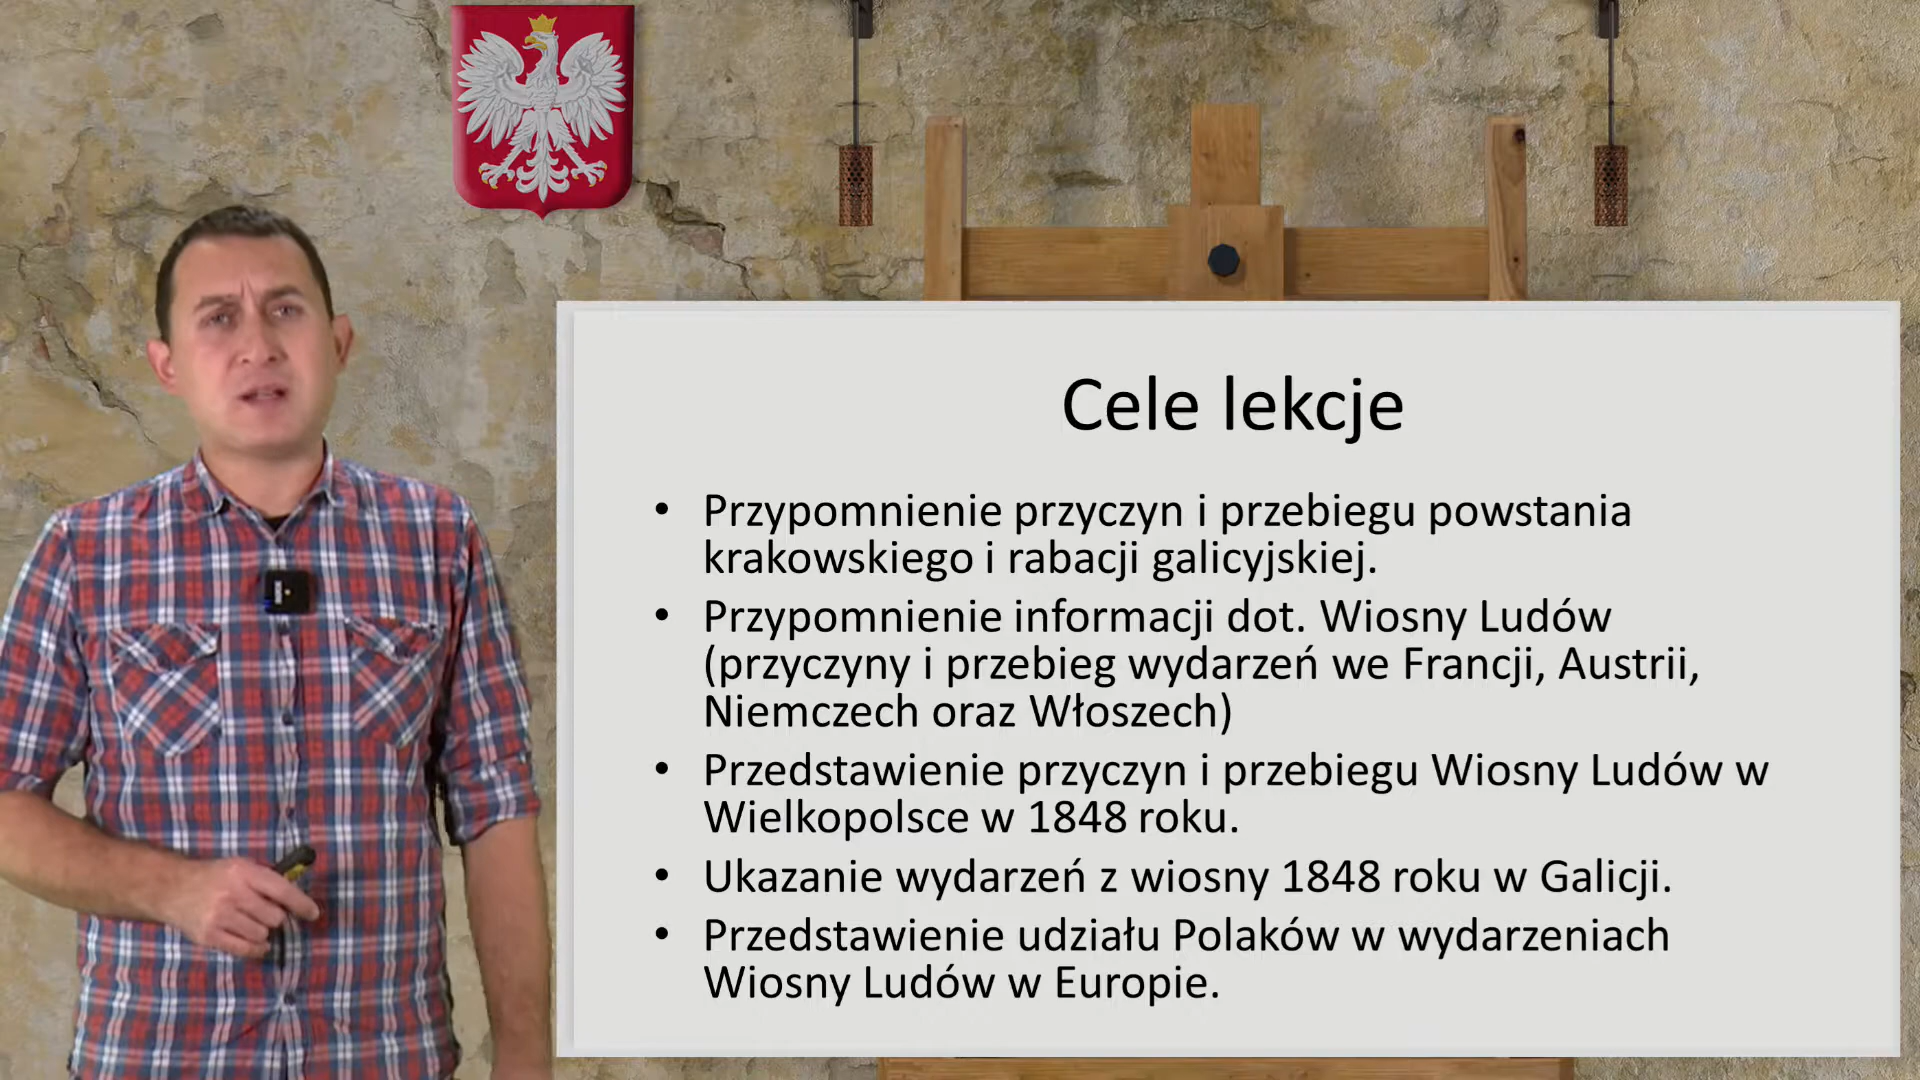 Cele lekcje
• Przypomnienie przyczyn i przebiegu powstania
krakowskiego i rabacji galicyjskiej.
• Przypomnienie informacji dot. Wiosny Ludów
(przyczyny i przebieg wydarzeń we Francji, Austrii,
Niemczech oraz Włoszech)
• Przedstawienie przyczyn i przebiegu Wiosny Ludów w
Wielkopolsce w 1848 roku.
• Ukazanie wydarzeń z wiosny 1848 roku w Galicji.
• Przedstawienie udziału Polaków w wydarzeniach
Wiosny Ludów w Europie.